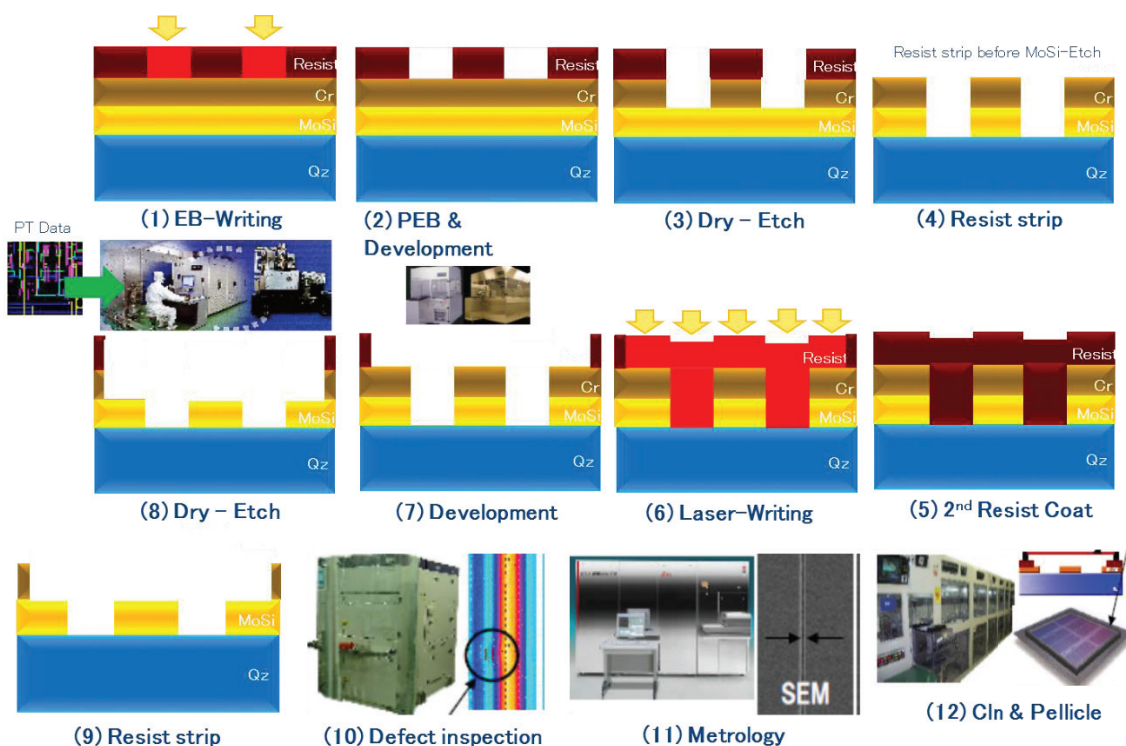 Resist
Cr
MoSi
Qz
(1) EB-Writing
Resist
Cr
MoSi
Qz
(2) PEB &
Development
Resist
Cr
MoSi
Qz
(3) Dry - Etch
Resist strip before MoSi-Etch
Cr
MoSi
Qz
(4) Resist strip
PT Data
Resist
Cr
MoSi
Qz
(8) Dry - Etch
Resist
Cr
MoSi
Qz
(7) Development
Resist
Cr
MoSi
Qz
(6) Laser-Writing
Resist
Cr
MoSi
Qz
(5) 2nd Resist Coat
MoSi
Qz
(9) Resist strip
(10) Defect inspection
SEM
(11) Metrology
(12) Cln & Pellicle